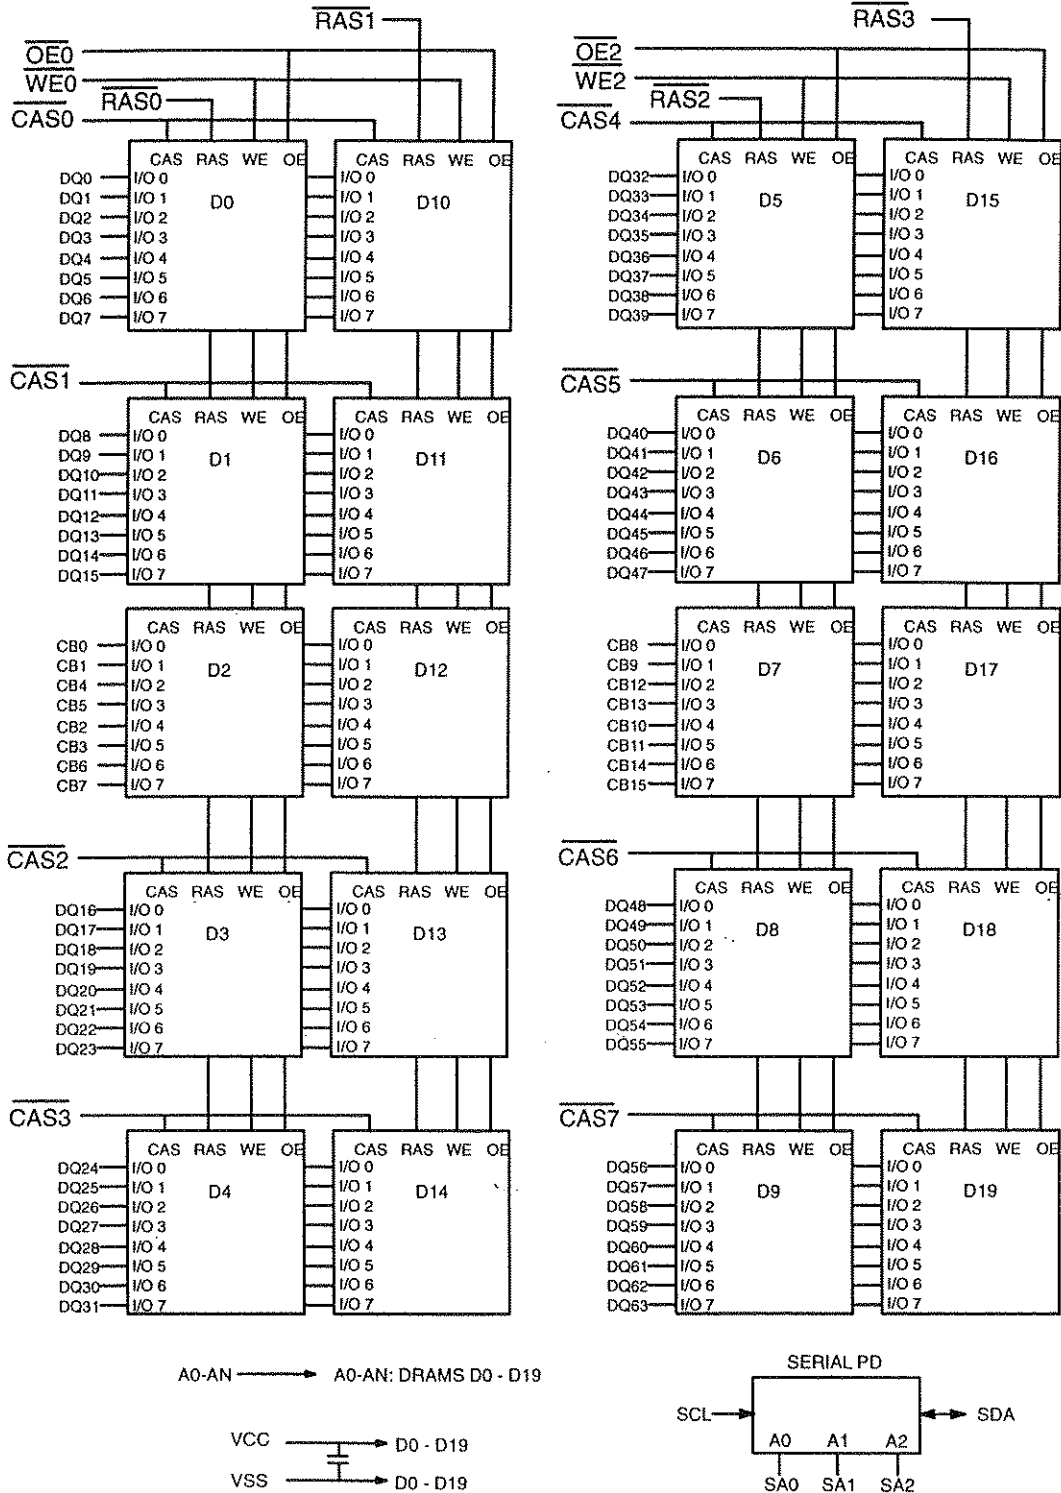 RAS1
OE0
WE0
RAS0
CAS0
CAS RAS WE OE CAS RAS WE OE
DQ0 I/O 0 I/O 0
DQ1 I/O 1 I/O 1
D0 D10
DQ2 I/O 2 I/O 2
DQ3 I/O 3 I/O 3
DQ4 I/O 4 I/O 4
DQ5 I/O 5 I/O 5
DQ6 I/O 6 I/O 6
DQ7 I/O 7 I/O 7
CAS1
CAS RAS WE OE CAS RAS WE OE
DQ8 I/O 0 I/O 0
DQ9 I/O 1 I/O 1
D1 D11
DQ10 I/O 2 I/O 2
DQ11 I/O 3 I/O 3
DQ12 I/O 4 I/O 4
DQ13 I/O 5 I/O 5
DQ14 I/O 6 I/O 6
DQ15 I/O 7 I/O 7
CAS RAS WE OE CAS RAS WE OE
CB0 I/O 0 I/O 0
CB1 I/O 1 I/O 1
D2 D12
CB4 I/O 2 I/O 2
CB5 I/O 3 I/O 3
CB2 I/O 4 I/O 4
CB3 I/O 5 I/O 5
CB6 I/O 6 I/O 6
CB7 I/O 7 I/O 7
CAS2
CAS RAS WE OE CAS RAS WE OE
DQ16 I/O 0 I/O 0
DQ17 I/O 1 I/O 1
D3 D13
DQ18 I/O 2 I/O 2
DQ19 I/O 3 I/O 3
DQ20 I/O 4 I/O 4
DQ21 I/O 5 I/O 5
DQ22 I/O 6 I/O 6
DQ23 I/O 7 I/O 7
CAS3
CAS RAS WE OE CAS RAS WE OE
DQ24 I/O 0 I/O 0
DQ25 I/O 1 I/O 1
D4 D14
DQ26 I/O 2 I/O 2
DQ27 I/O 3 I/O 3
DQ28 I/O 4 I/O 4
DQ29 I/O 5 I/O 5
DQ30 I/O 6 I/O 6
DQ31 I/O 7 I/O 7
RAS3
OE2
WE2
RAS2
CAS4
CAS RAS WE OE CAS RAS WE OE
DQ32 I/O 0 I/O 0
DQ33 I/O 1 I/O 1
D5 D15
DQ34 I/O 2 I/O 2
DQ35 I/O 3 I/O 3
DQ36 I/O 4 I/O 4
DQ37 I/O 5 I/O 5
DQ38 I/O 6 I/O 6
DQ39 I/O 7 I/O 7
CAS5
CAS RAS WE OE CAS RAS WE OE
DQ40 I/O 0 I/O 0
DQ41 I/O 1 I/O 1
D6 D16
DQ42 I/O 2 I/O 2
DQ43 I/O 3 I/O 3
DQ44 I/O 4 I/O 4
DQ45 I/O 5 I/O 5
DQ46 I/O 6 I/O 6
DQ47 I/O 7 I/O 7
CAS RAS WE OE CAS RAS WE OE
CB8 I/O 0 I/O 0
CB9 I/O 1 I/O 1
D7 D17
CB12 I/O 2 I/O 2
CB13 I/O 3 I/O 3
CB10 I/O 4 I/O 4
CB11 I/O 5 I/O 5
CB14 I/O 6 I/O 6
CB15 I/O 7 I/O 7
CAS6
CAS RAS WE OE CAS RAS WE OE
DQ48 I/O 0 I/O 0
DQ49 I/O 1 I/O 1
D8 D18
DQ50 I/O 2 I/O 2
DQ51 I/O 3 I/O 3
DQ52 I/O 4 I/O 4
DQ53 I/O 5 I/O 5
DQ54 I/O 6 I/O 6
DQ55 I/O 7 I/O 7
CAS7
CAS RAS WE OE CAS RAS WE OE
DQ56 I/O 0 I/O 0
DQ57 I/O 1 I/O 1
D9 D19
DQ58 I/O 2 I/O 2
DQ59 I/O 3 I/O 3
DQ60 I/O 4 I/O 4
DQ61 I/O 5 I/O 5
DQ62 I/O 6 I/O 6
DQ63 I/O 7 I/O 7
A0-AN A0-AN: DRAMS D0 - D19
VCC D0 - D19
VSS D0 - D19
SERIAL PD
SCL SDA
A0 A1 A2
SA0 SA1 SA2